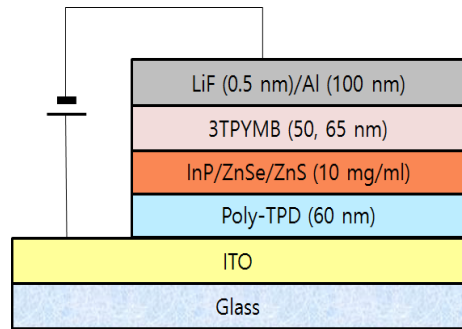 LiF (0.5 nm)/Al (100 nm)
3TPYMB (50, 65 nm)
InP/ZnSe/ZnS (10 mg/ml)
Poly-TPD (60 nm)
ITO
Glass